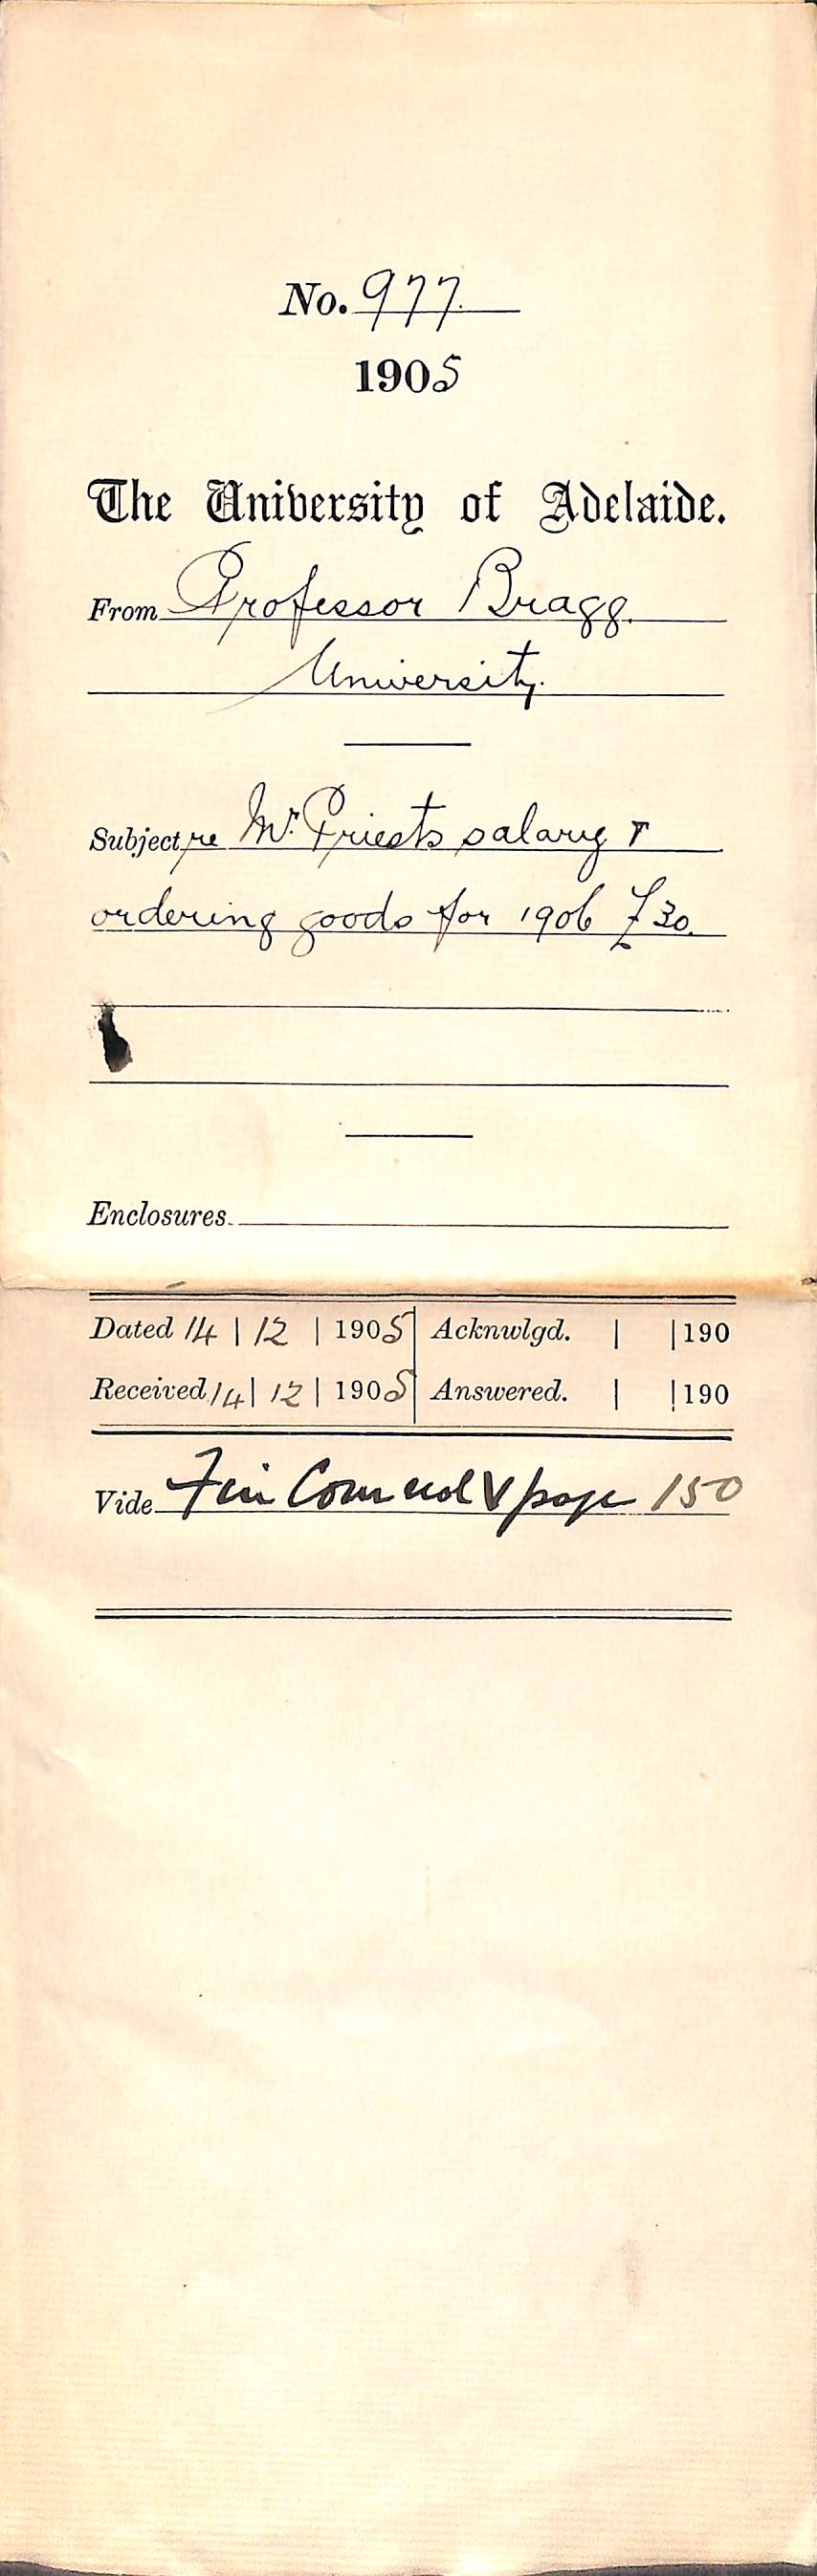 No. 977.
1905
The University of Adelaide.
From Professor Bragg.
University.
Subject re Mr. Priests salary &
ordering goods for 1906 £30.
Enclosures.
Dated 14 | 12 | 1905 Acknwlgd. | | 190
Received 14 | 12 | 1905 Answered. | | 190
Vide Fin Com vol V page 150